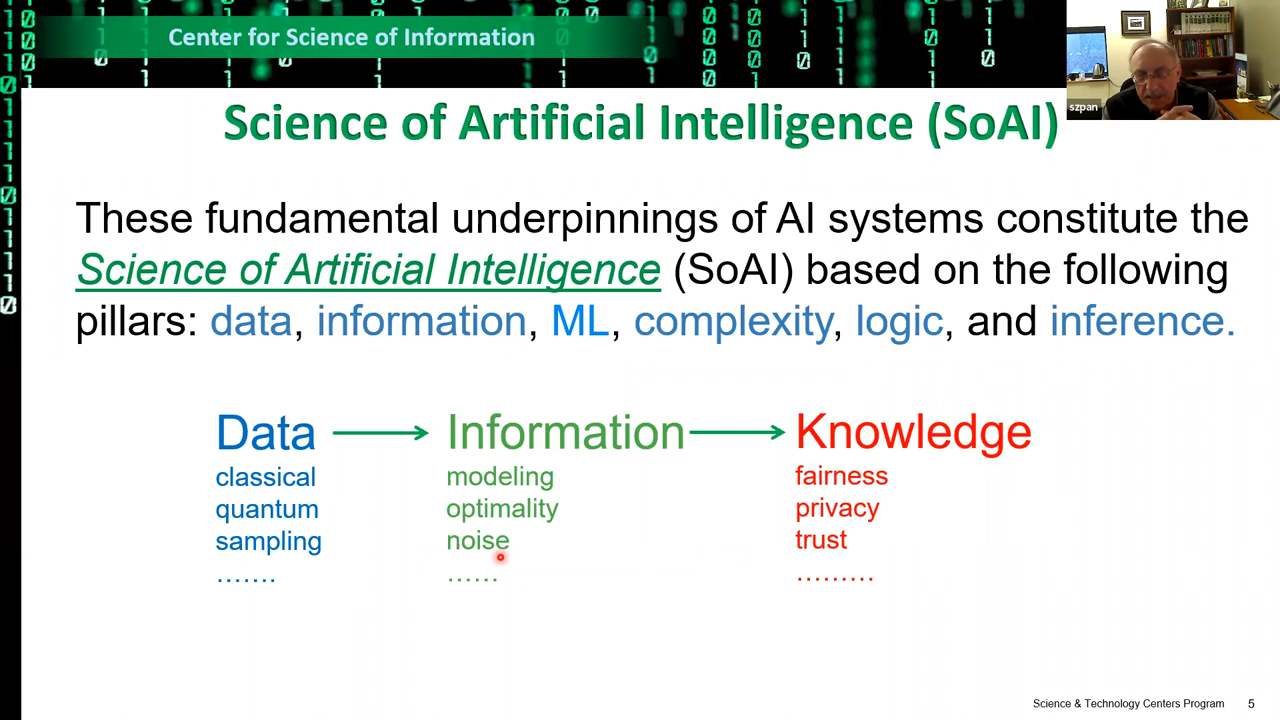 Center for Science of Information
szpan
Science of Artificial Intelligence (SoAI)
These fundamental underpinnings of AI systems constitute the
Science of Artificial Intelligence (SoAI) based on the following
pillars: data, information, ML, complexity, logic, and inference.
Data Information Knowledge
classical modeling fairness
quantum optimality privacy
sampling noise trust
……. …… ………
Science & Technology Centers Program 5